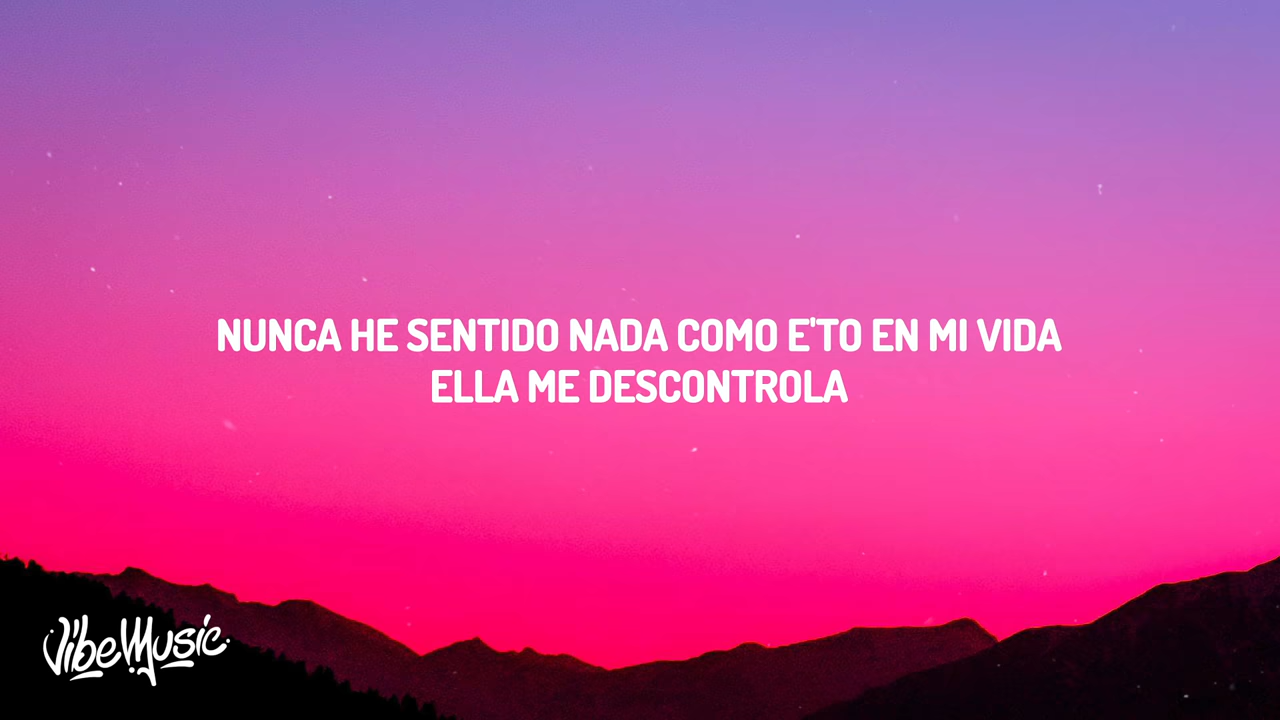 NUNCA HE SENTIDO NADA COMO E'TO EN MI VIDA
ELLA ME DESCONTROLA
VibeMusic